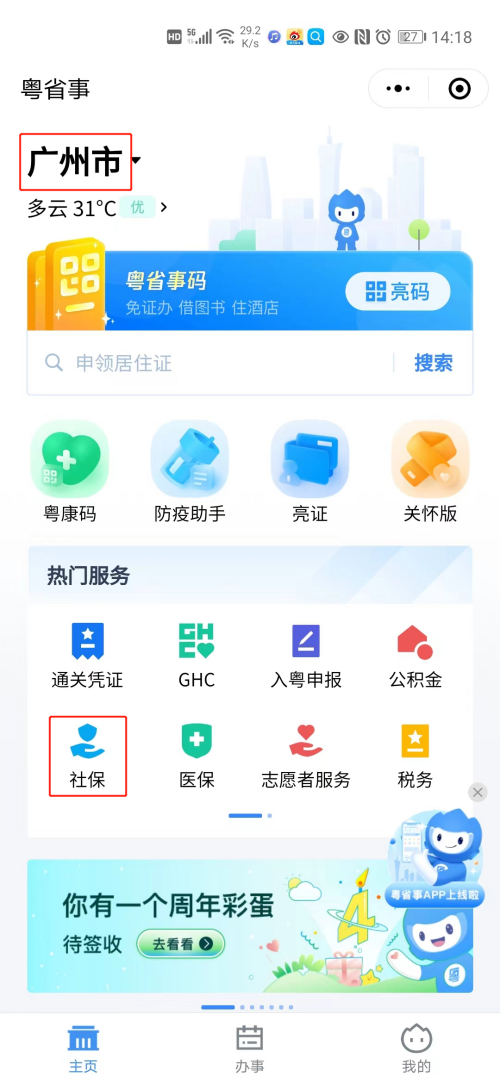 HD 5G 29.2 K/s 27 14:18
粤省事
广州市
多云 31℃ 优
粤省事码
免证办 借图书 住酒店
亮码
申领居住证 搜索
粤康码 防疫助手 亮证 关怀版
热门服务
GHC
通关凭证 GHC 入粤申报 公积金
社保 医保 志愿者服务 税务
粤省事APP上线啦
你有一个周年彩蛋
待签收 去看看
4
粤
主页 办事 我的